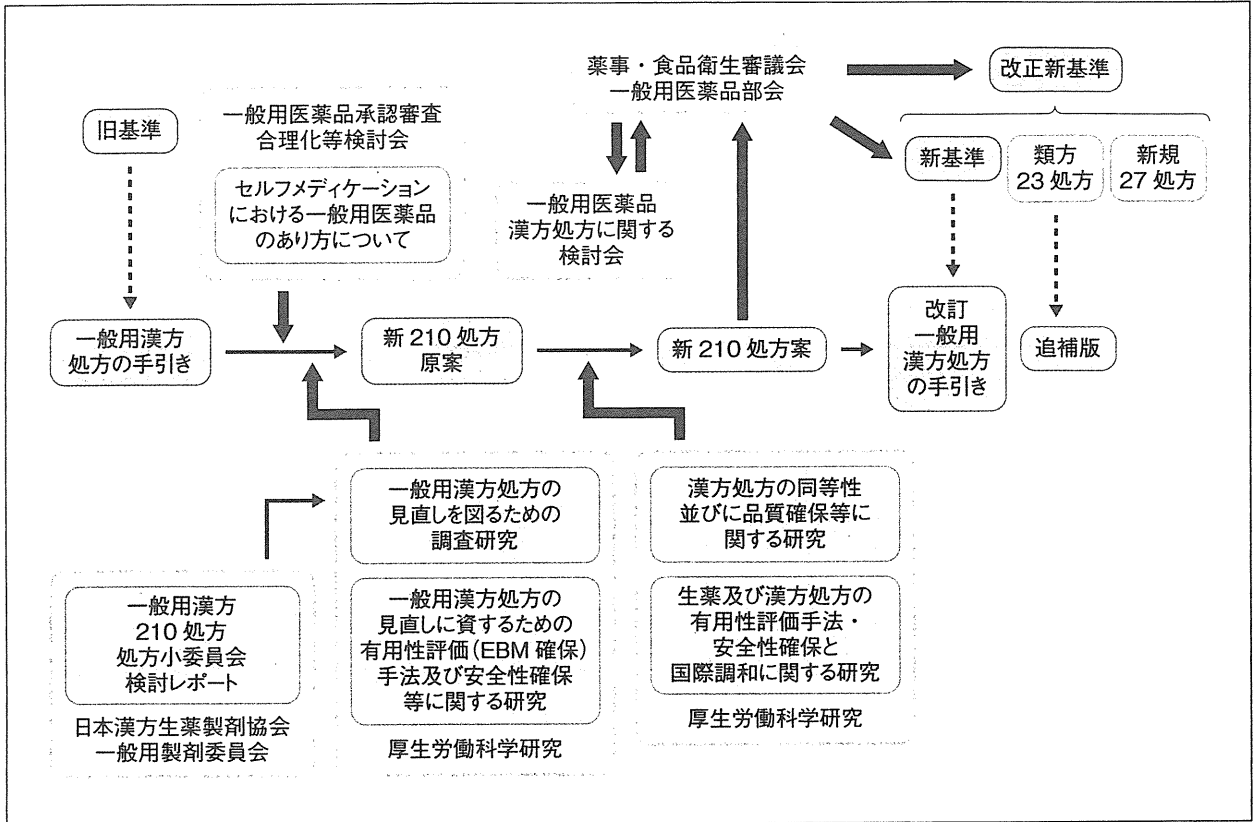 旧基準
一般用医薬品承認審査
合理化等検討会
セルフメディケーション
における一般用医薬品
のあり方について
薬事・食品衛生審議会
一般用医薬品部会
改正新基準
一般用医薬品
漢方処方に関する
検討会
新基準
類方
23処方
新規
27処方
一般用漢方
処方の手引き
新210処方
原案
新210処方案
改訂
一般用
漢方処方
の手引き
追補版
一般用漢方
210処方
処方小委員会
検討レポート
日本漢方生薬製剤協会
一般用製剤委員会
一般用漢方処方の
見直しを図るための
調査研究
一般用漢方処方の
見直しに資するための
有用性評価(EBM確保)
手法及び安全性確保
等に関する研究
厚生労働科学研究
漢方処方の同等性
並びに品質確保等に
関する研究
生薬及び漢方処方の
有用性評価手法・
安全性確保と
国際調和に関する研究
厚生労働科学研究